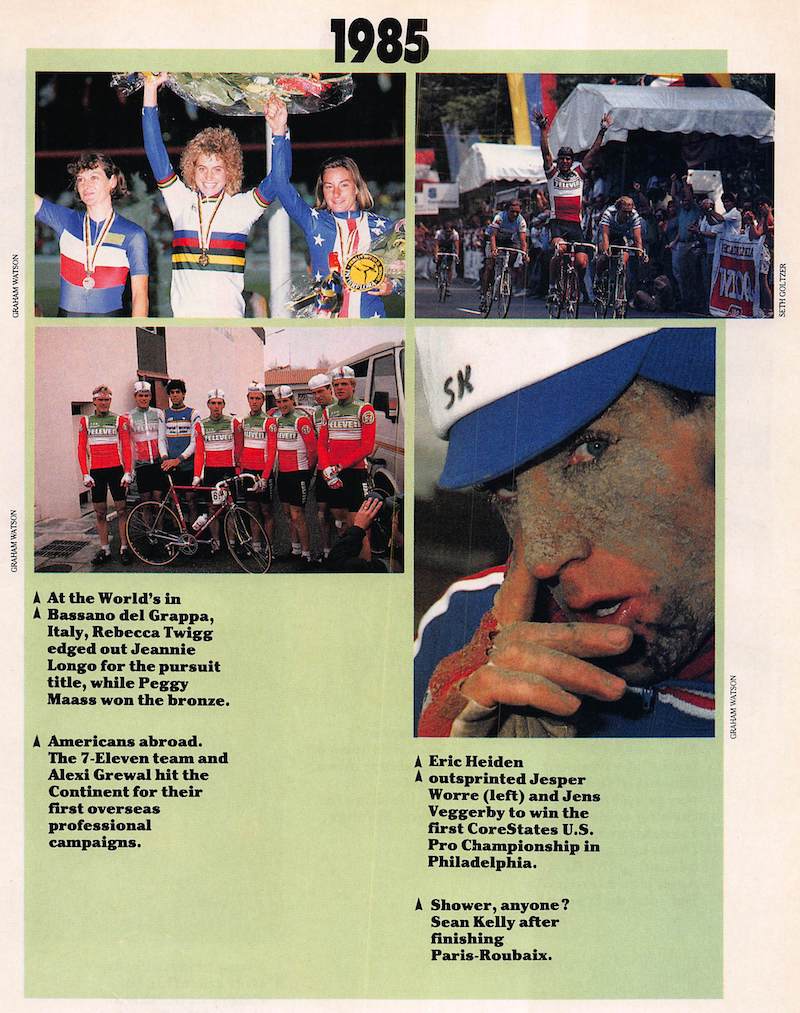 1985
GRAHAM WATSON
SETH GOLTZER
7-ELEVEN
GRAHAM WATSON
SK
GRAHAM WATSON
At the World's in
Bassano del Grappa,
Italy, Rebecca Twigg
edged out Jeannie
Longo for the pursuit
title, while Peggy
Maass won the bronze.
Americans abroad.
The 7-Eleven team and
Alexi Grewal hit the
Continent for their
first overseas
professional
campaigns.
Eric Heiden
outsprinted Jesper
Worre (left) and Jens
Veggerby to win the
first CoreStates U.S.
Pro Championship in
Philadelphia.
Shower, anyone?
Sean Kelly after
finishing
Paris-Roubaix.